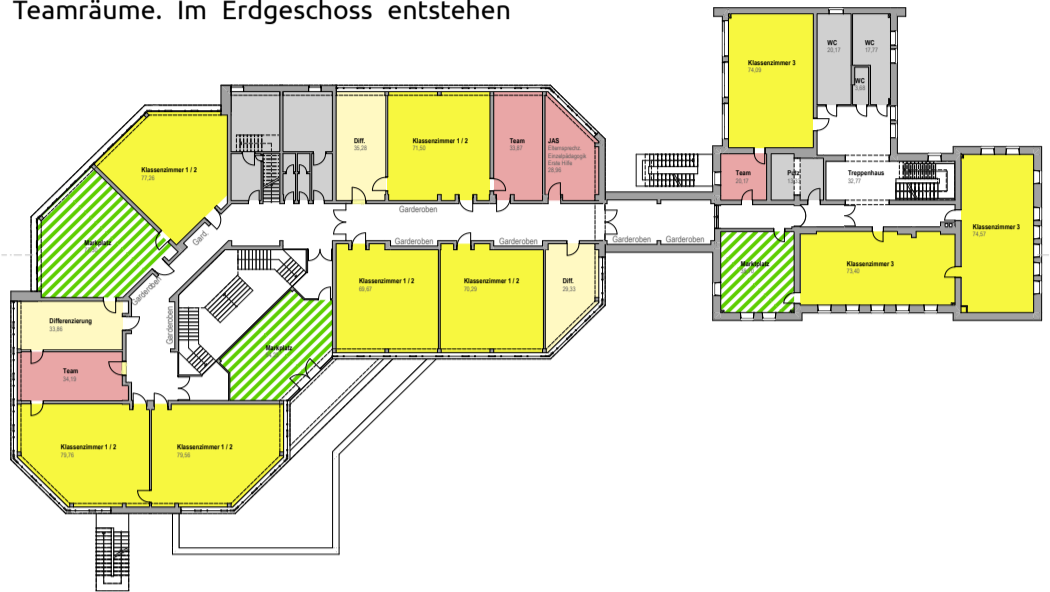 Teamräume. Im Erdgeschoss entstehen
Klassenzimmer 3
74,09
WC
20,17
WC
17,77
WC
3,68
Klassenzimmer 1 / 2
77,26
Diff.
35,28
Klassenzimmer 1 / 2
71,50
Team
33,67
JAS
Elternsprechz.
Einzelpädagogik
Erste Hilfe
28,96
Team
22,17
Putz
Treppenhaus
32,77
Klassenzimmer 3
74,57
Garderoben
Gard.
Garderoben
Garderoben
Garderoben
Garderoben
Markplatz
Marktplatz
Klassenzimmer 3
73,40
Klassenzimmer 1 / 2
69,67
Klassenzimmer 1 / 2
70,29
Diff.
29,33
Garderoben
Garderoben
Differenzierung
33,86
Markplatz
Team
34,19
Klassenzimmer 1 / 2
79,76
Klassenzimmer 1 / 2
79,56